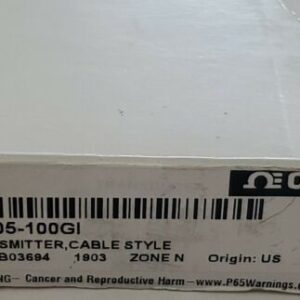 05-100GI
SMITTER,CABLE STYLE
B03694 1903 ZONE N Origin: US
NG- Cancer and Reproductive Harm -www.P65Warnings.